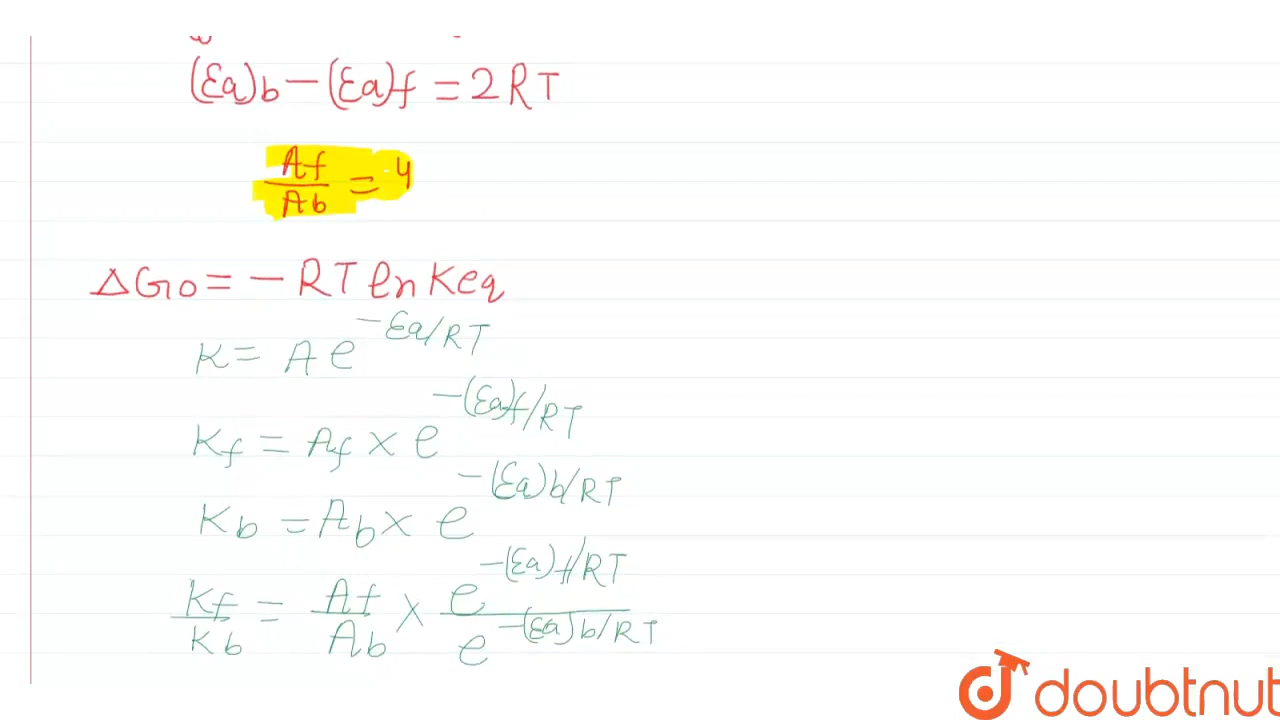 (Ea)b - (Ea)f = 2RT
Af/Ab = 4
ΔGo = - RT ln Keq
K = A e^-Ea/RT
Kf = Af × e^-(Ea)f/RT
Kb = Ab × e^-(Ea)b/RT
Kf/Kb = Af/Ab × e^-(Ea)f/RT / e^-(Ea)b/RT
doubtnut